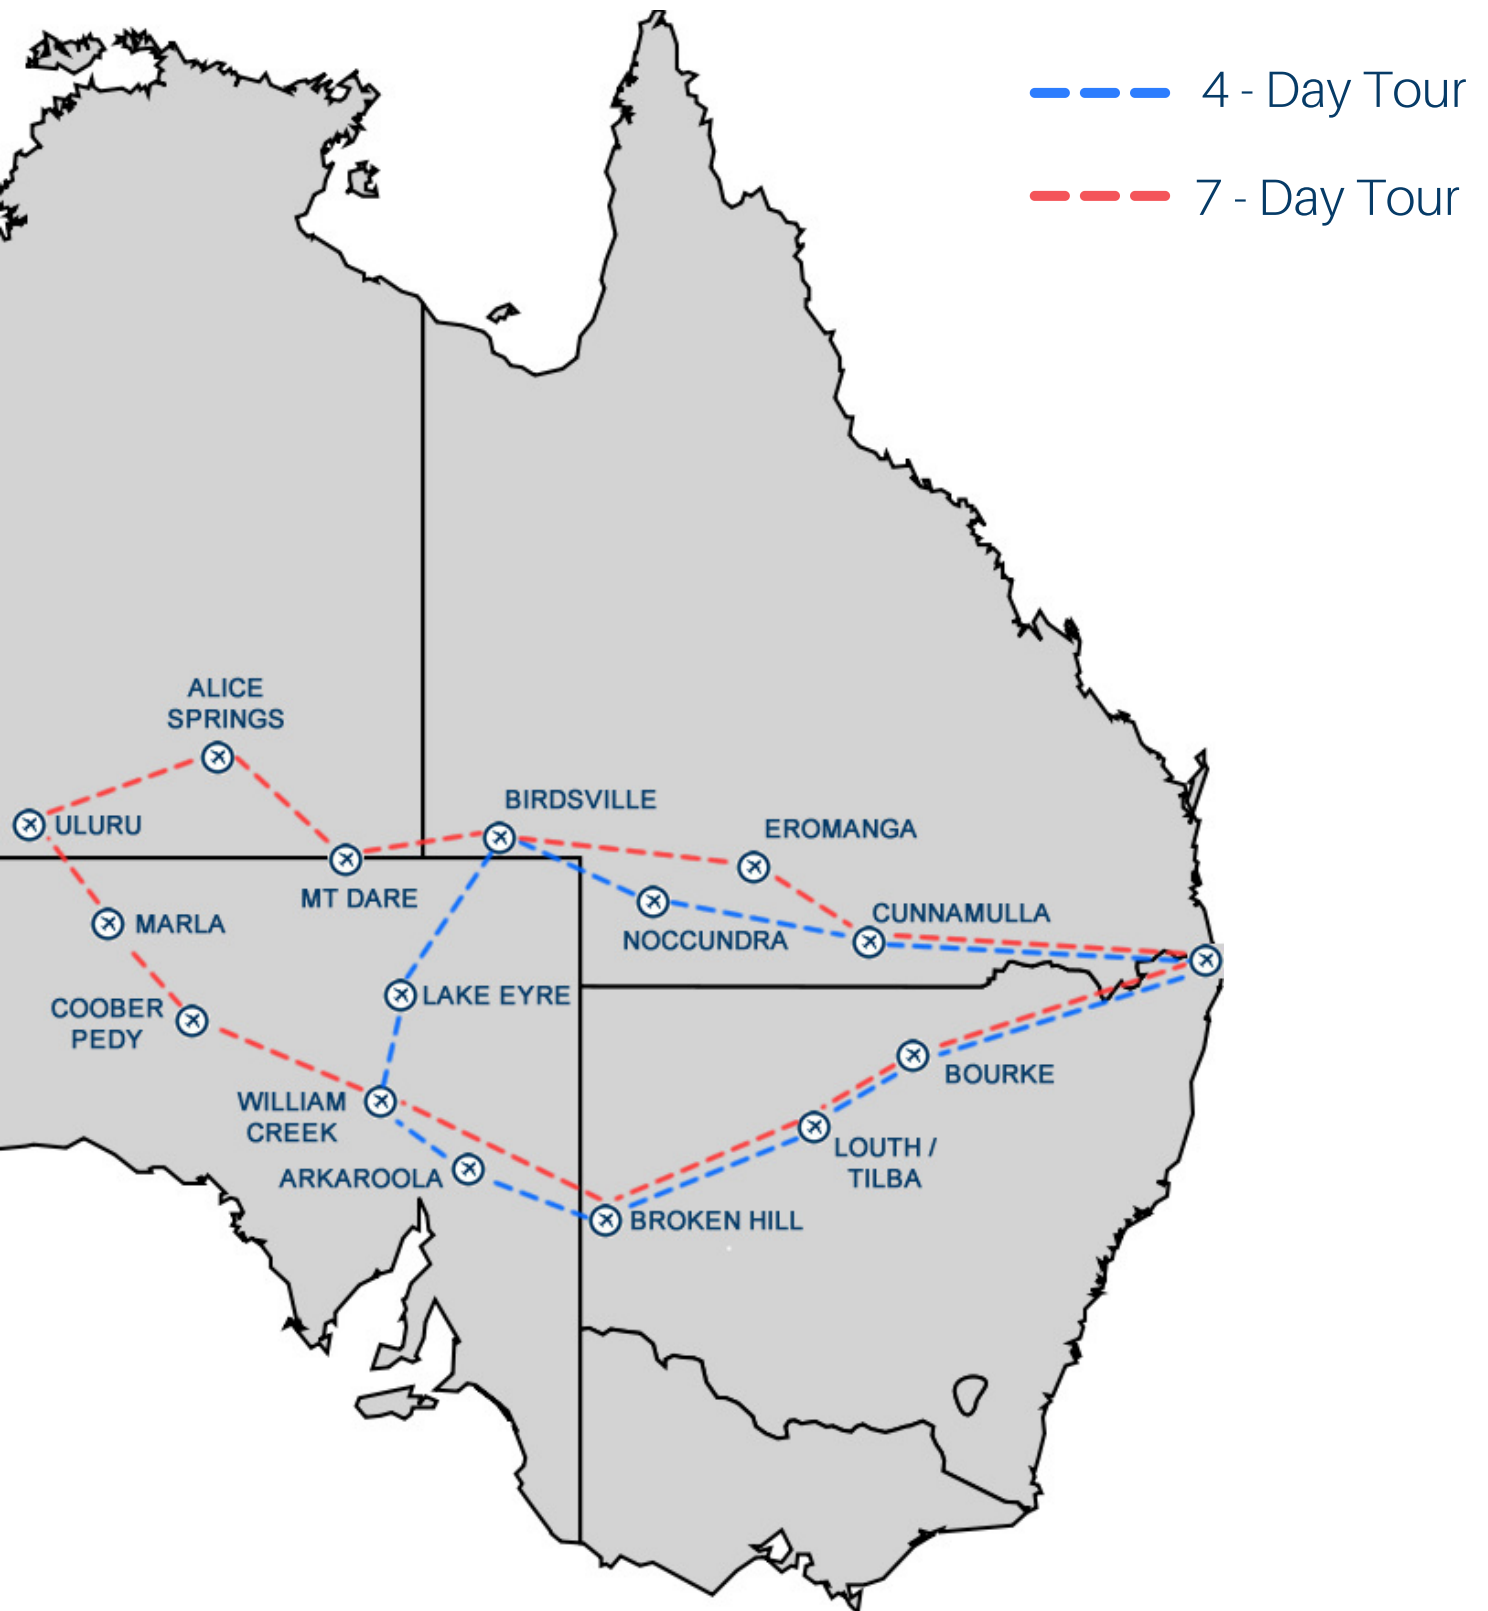 4 - Day Tour
7 - Day Tour
ALICE
SPRINGS
BIRDSVILLE
ULURU
EROMANGA
MT DARE
MARLA
CUNNAMULLA
NOCCUNDRA
LAKE EYRE
COOBER
PEDY
BOURKE
WILLIAM
CREEK
LOUTH /
TILBA
ARKAROOLA
BROKEN HILL